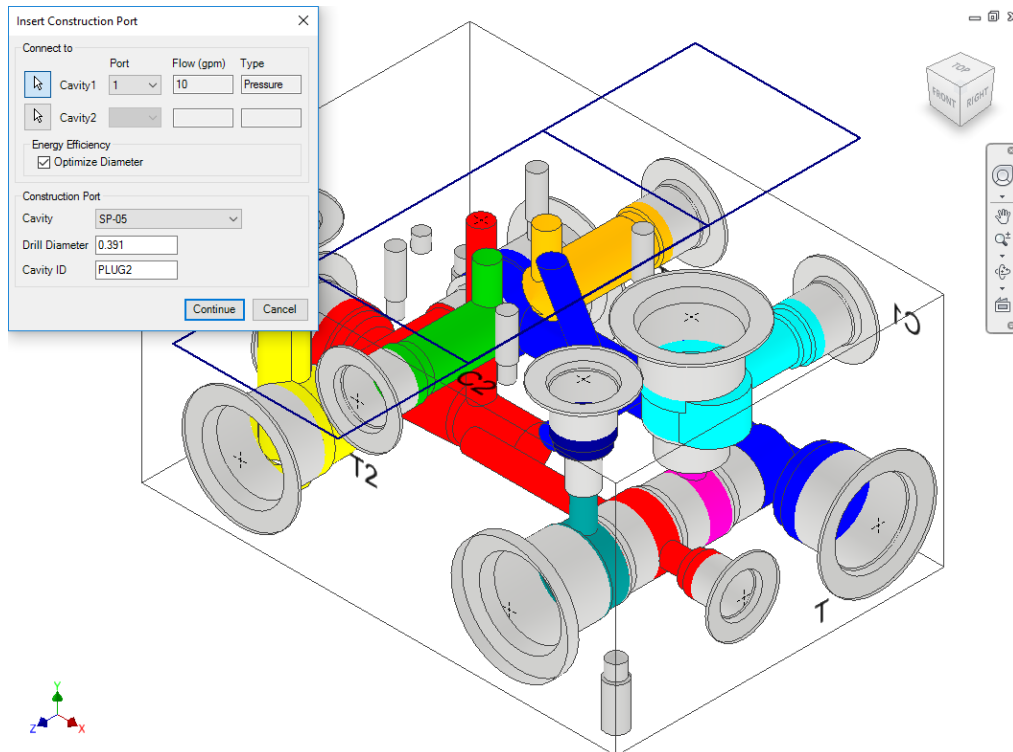 Insert Construction Port
Connect to
Port Flow (gpm) Type
Cavity1 1 10 Pressure
Cavity2
Energy Efficiency
Optimize Diameter
Construction Port
Cavity SP-05
Drill Diameter 0.391
Cavity ID PLUG2
Continue Cancel
TOP
FRONT RIGHT
C2
T2
T
Y
Z X